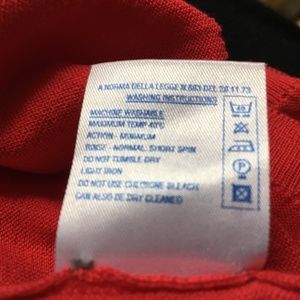 A NORMA DELLA LEGGE N.883 DEL 26.11.73
WASHING INSTRUCTIONS
MACHINE WASHABLE
MAXIMUM TEMP 40°C
ACTION - MINIMUM
RINSE - NORMAL, SHORT SPIN
DO NOT TUMBLE DRY
LIGHT IRON
DO NOT USE CHLORINE BLEACH
CAN ALSO BE DRY CLEANED
40
P